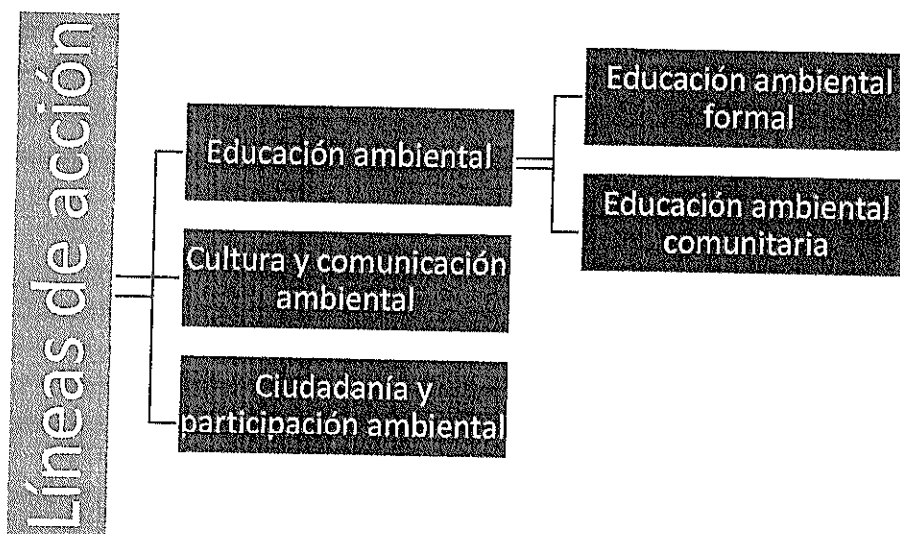 Líneas de acción
Educación ambiental
Cultura y comunicación
ambiental
Ciudadanía y
participación ambiental
Educación ambiental
formal
Educación ambiental
comunitaria